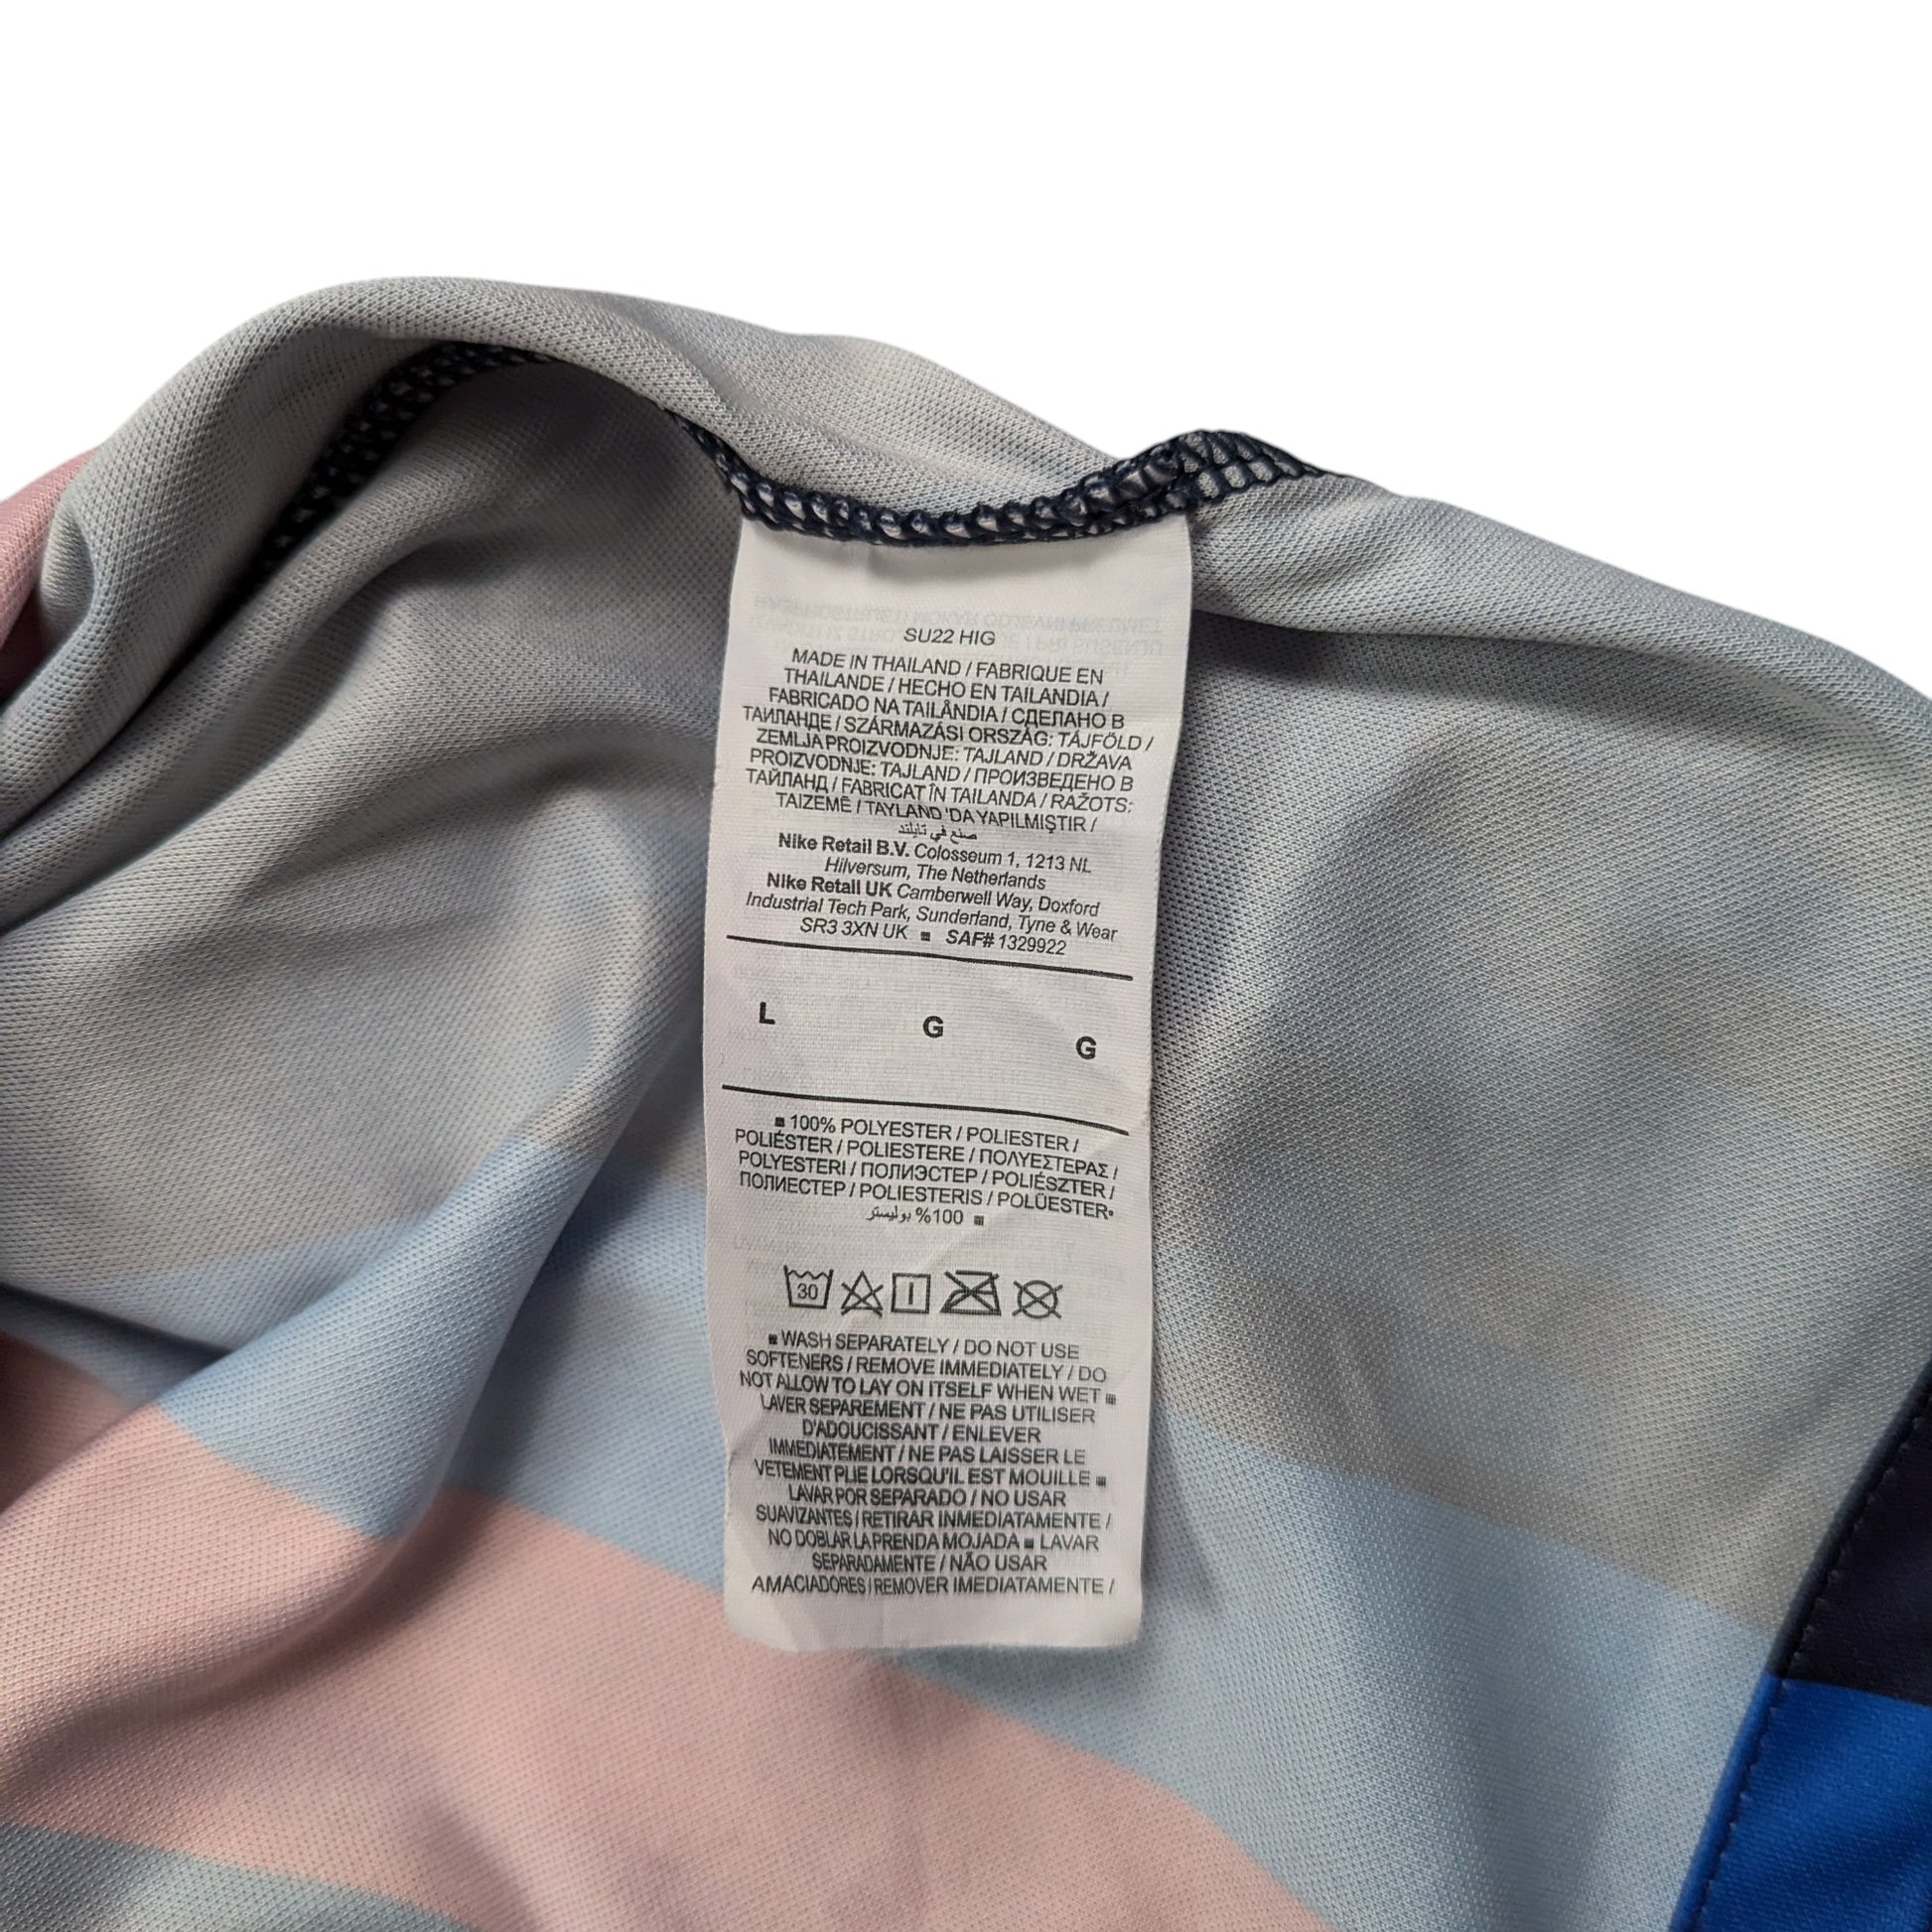 SU22 HIG
MADE IN THAILAND / FABRIQUE EN
THAILANDE / HECHO EN TAILANDIA /
FABRICADO NA TAILÂNDIA / СДЕЛАНО В
ТАИЛАНДЕ / SZÁRMAZÁSI ORSZÁG: TÁJFÖLD /
ZEMLJA PROIZVODNJE: TAJLAND / DRŽAVA
PROIZVODNJE: TAJLAND / ПРОИЗВЕДЕНО В
ТАЙЛАНД / FABRICAT ÎN TAILANDA / RAŽOTS:
TAIZEMĒ / TAYLAND 'DA YAPILMIŞTIR /
صنع في تايلند
Nike Retail B.V. Colosseum 1, 1213 NL
Hilversum, The Netherlands
Nike Retail UK Camberwell Way, Doxford
Industrial Tech Park, Sunderland, Tyne & Wear
SR3 3XN UK ■ SAF# 1329922
L G G
■ 100% POLYESTER / POLIESTER /
POLIÉSTER / POLIESTERE / ΠΟΛΥΕΣΤΕΡΑΣ /
POLYESTERI / ПОЛИЭСТЕР / POLIÉSZTER /
ПОЛИЕСТЕР / POLIESTERIS / POLÜESTER ■
100% بوليستر ■
30
■ WASH SEPARATELY / DO NOT USE
SOFTENERS / REMOVE IMMEDIATELY / DO
NOT ALLOW TO LAY ON ITSELF WHEN WET ■
LAVER SEPAREMENT / NE PAS UTILISER
D'ADOUCISSANT / ENLEVER
IMMEDIATEMENT / NE PAS LAISSER LE
VETEMENT PLIE LORSQU'IL EST MOUILLE ■
LAVAR POR SEPARADO / NO USAR
SUAVIZANTES / RETIRAR INMEDIATAMENTE /
NO DOBLAR LA PRENDA MOJADA ■ LAVAR
SEPARADAMENTE / NÃO USAR
AMACIADORES / REMOVER IMEDIATAMENTE /